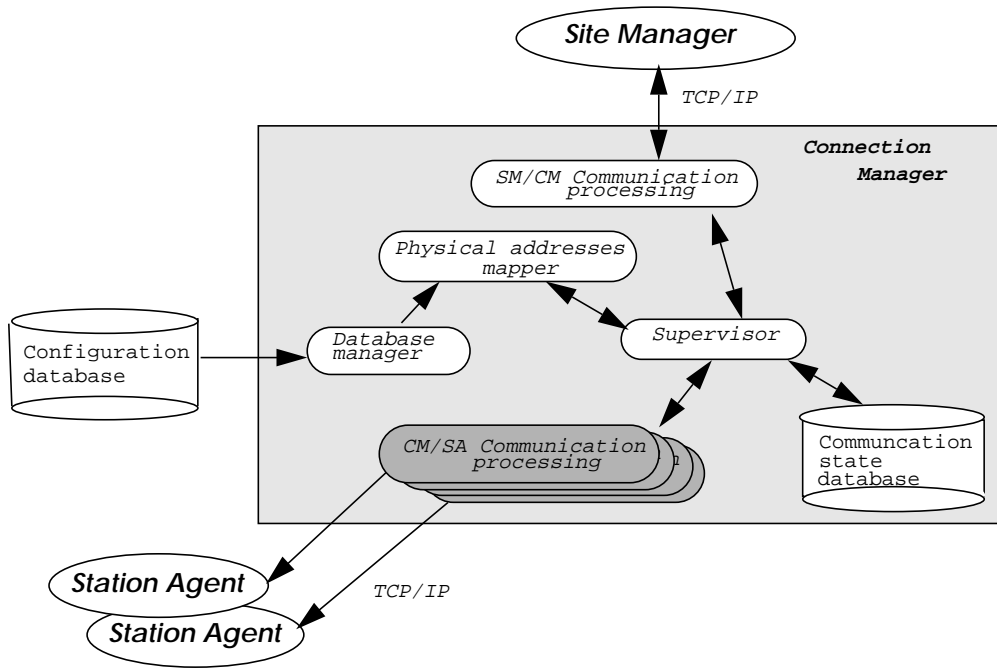 Site Manager
TCP/IP
Connection
Manager
SM/CM Communication
processing
Physical addresses
mapper
Supervisor
Database
manager
Configuration
database
CM/SA Communication
processing
n
Communcation
state
database
Station Agent
TCP/IP
Station Agent